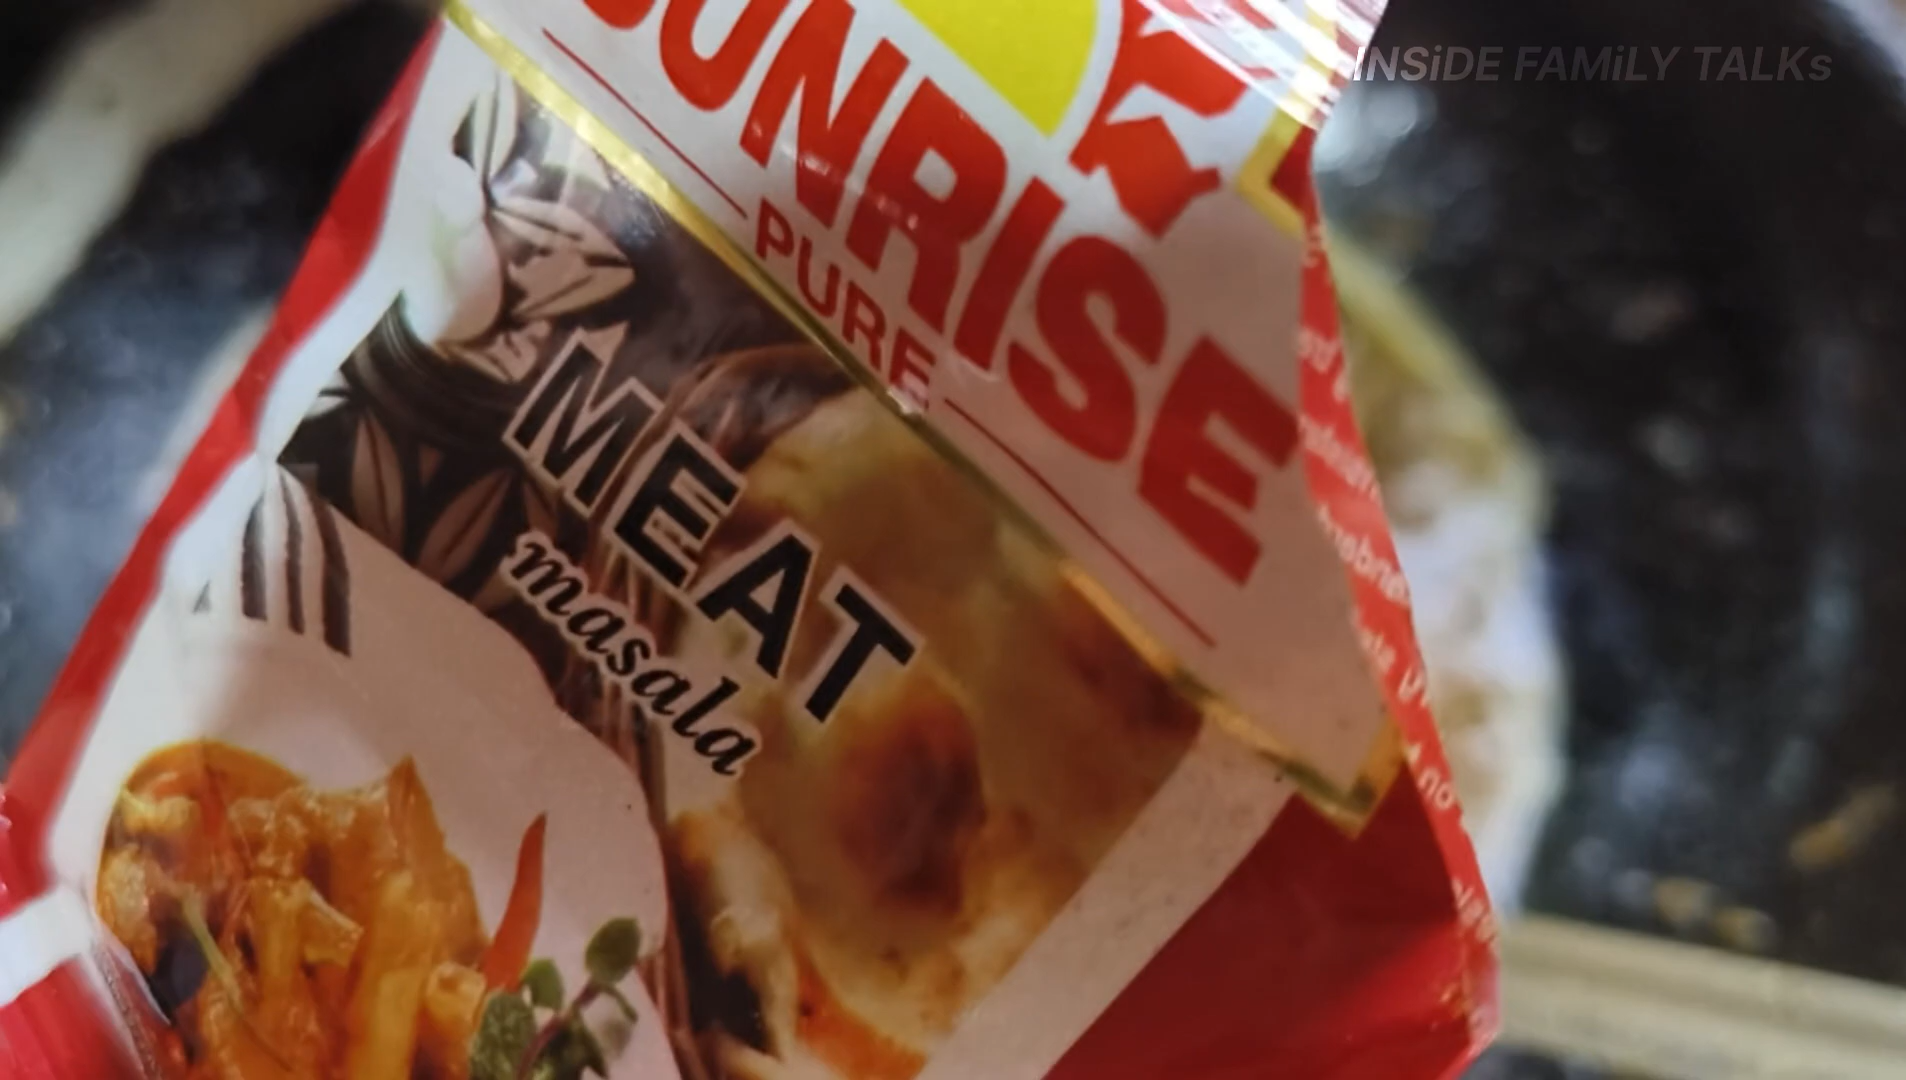 INSiDE FAMiLY TALKs
SUNRISE
PURE
MEAT
masala